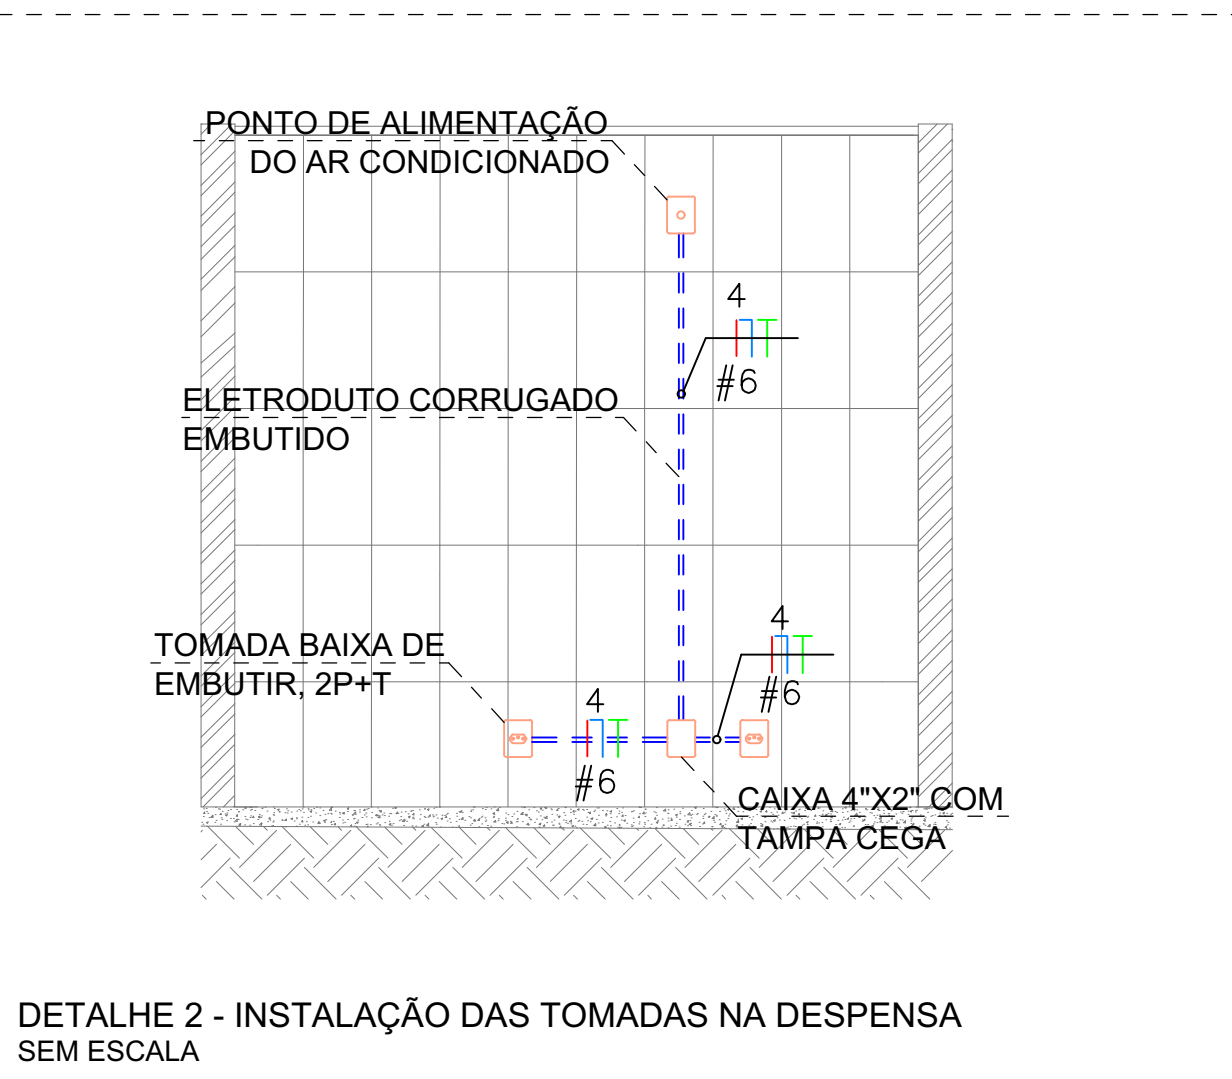 PONTO DE ALIMENTAÇÃO
DO AR CONDICIONADO
4
#6
ELETRODUTO CORRUGADO
EMBUTIDO
4
#6
TOMADA BAIXA DE
EMBUTIR, 2P+T
4
#6
CAIXA 4"X2" COM
TAMPA CEGA
DETALHE 2 - INSTALAÇÃO DAS TOMADAS NA DESPENSA
SEM ESCALA